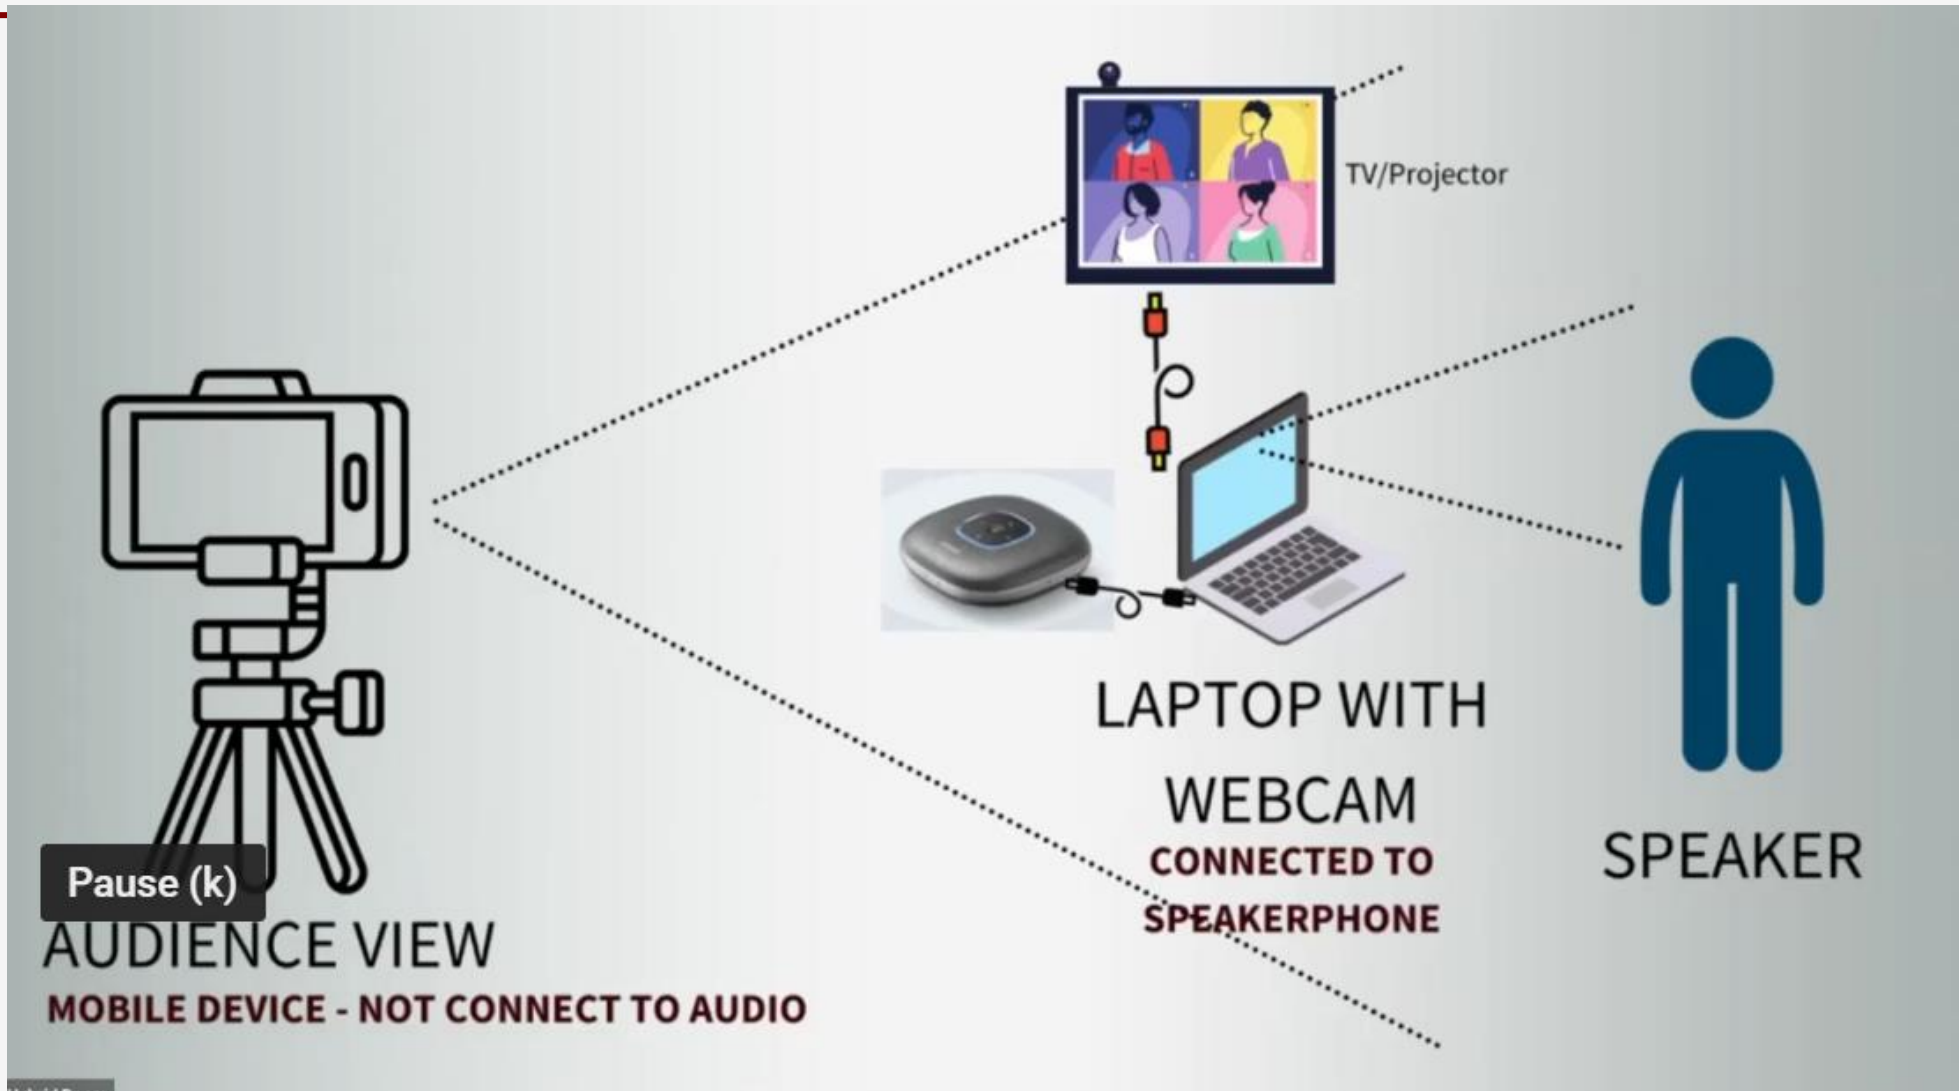 TV/Projector
LAPTOP WITH
WEBCAM
CONNECTED TO
SPEAKERPHONE
SPEAKER
Pause (k)
AUDIENCE VIEW
MOBILE DEVICE - NOT CONNECT TO AUDIO